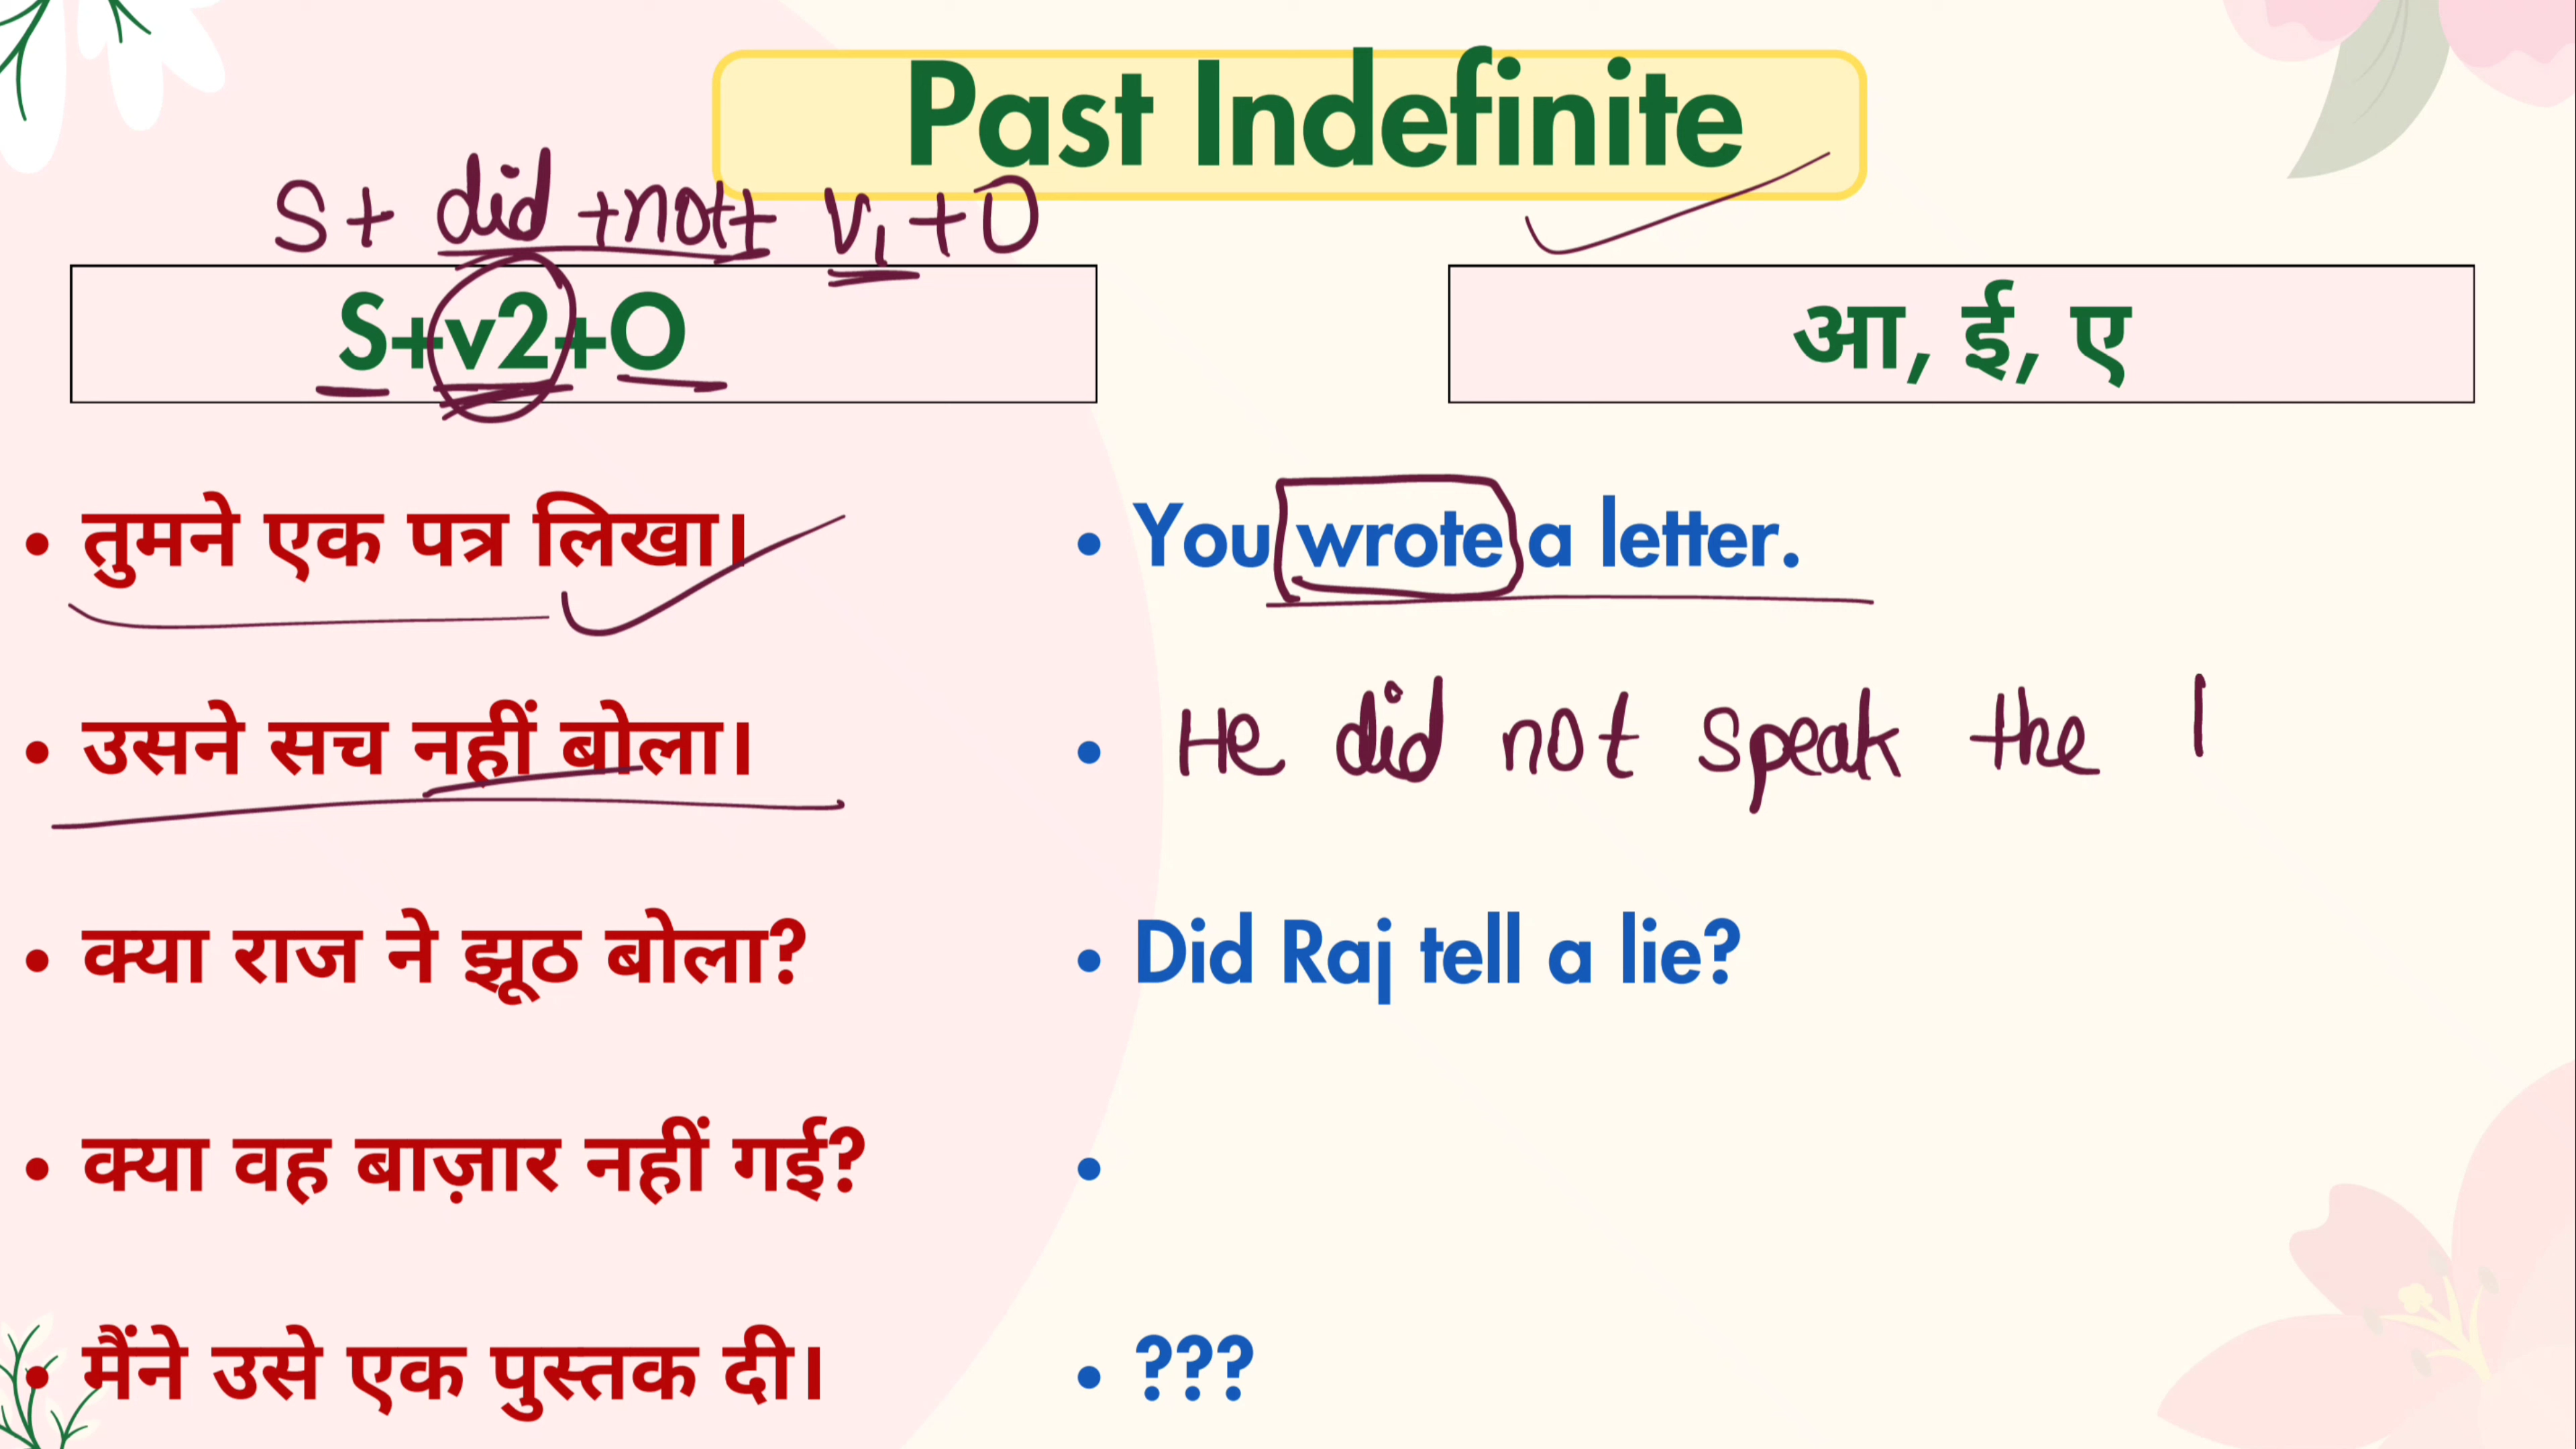 Past Indefinite
S + did + not + V1 + O
S+v2+O
आ, ई, ए
• तुमने एक पत्र लिखा।
• You wrote a letter.
• उसने सच नहीं बोला।
• He did not speak the
• क्या राज ने झूठ बोला?
• Did Raj tell a lie?
• क्या वह बाज़ार नहीं गई?
•
• मैंने उसे एक पुस्तक दी।
• ???